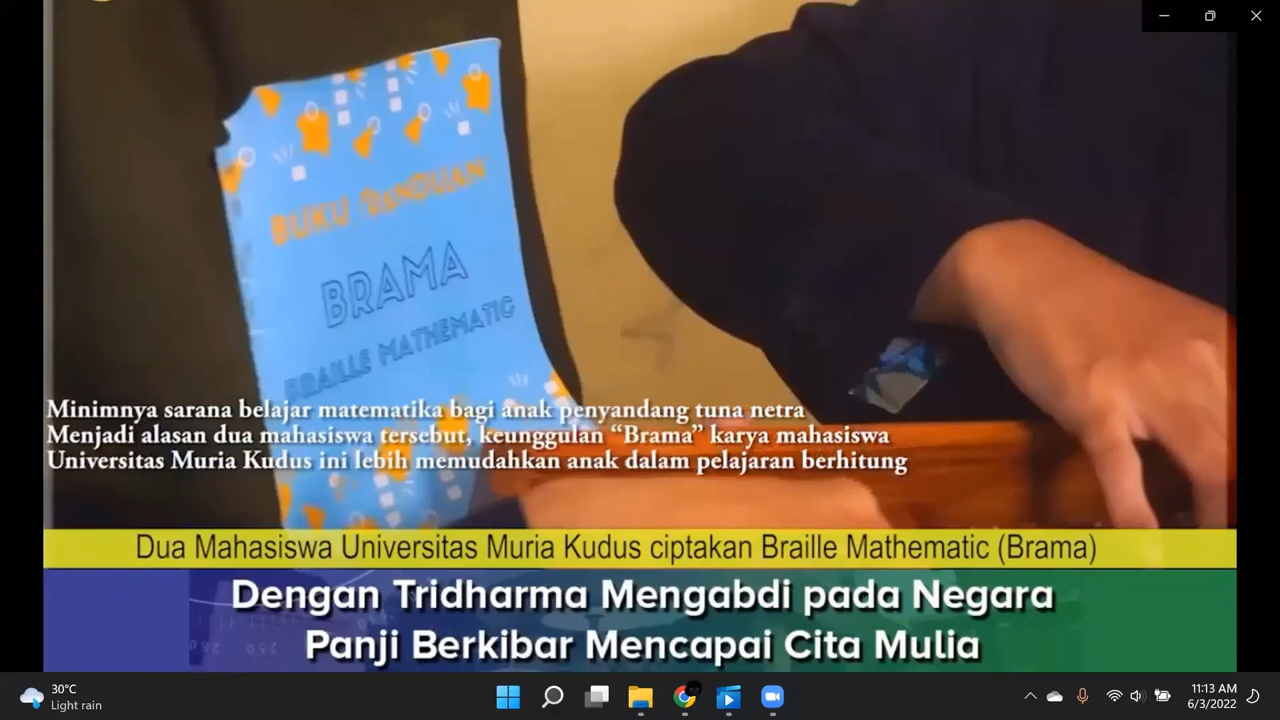 BUKU PANDUAN
BRAMA
BRAILLE MATHEMATIC
Minimnya sarana belajar matematika bagi anak penyandang tuna netra
Menjadi alasan dua mahasiswa tersebut, keunggulan “Brama” karya mahasiswa
Universitas Muria Kudus ini lebih memudahkan anak dalam pelajaran berhitung
Dua Mahasiswa Universitas Muria Kudus ciptakan Braille Mathematic (Brama)
Dengan Tridharma Mengabdi pada Negara
Panji Berkibar Mencapai Cita Mulia
250
260
30°C
Light rain
11:13 AM
6/3/2022